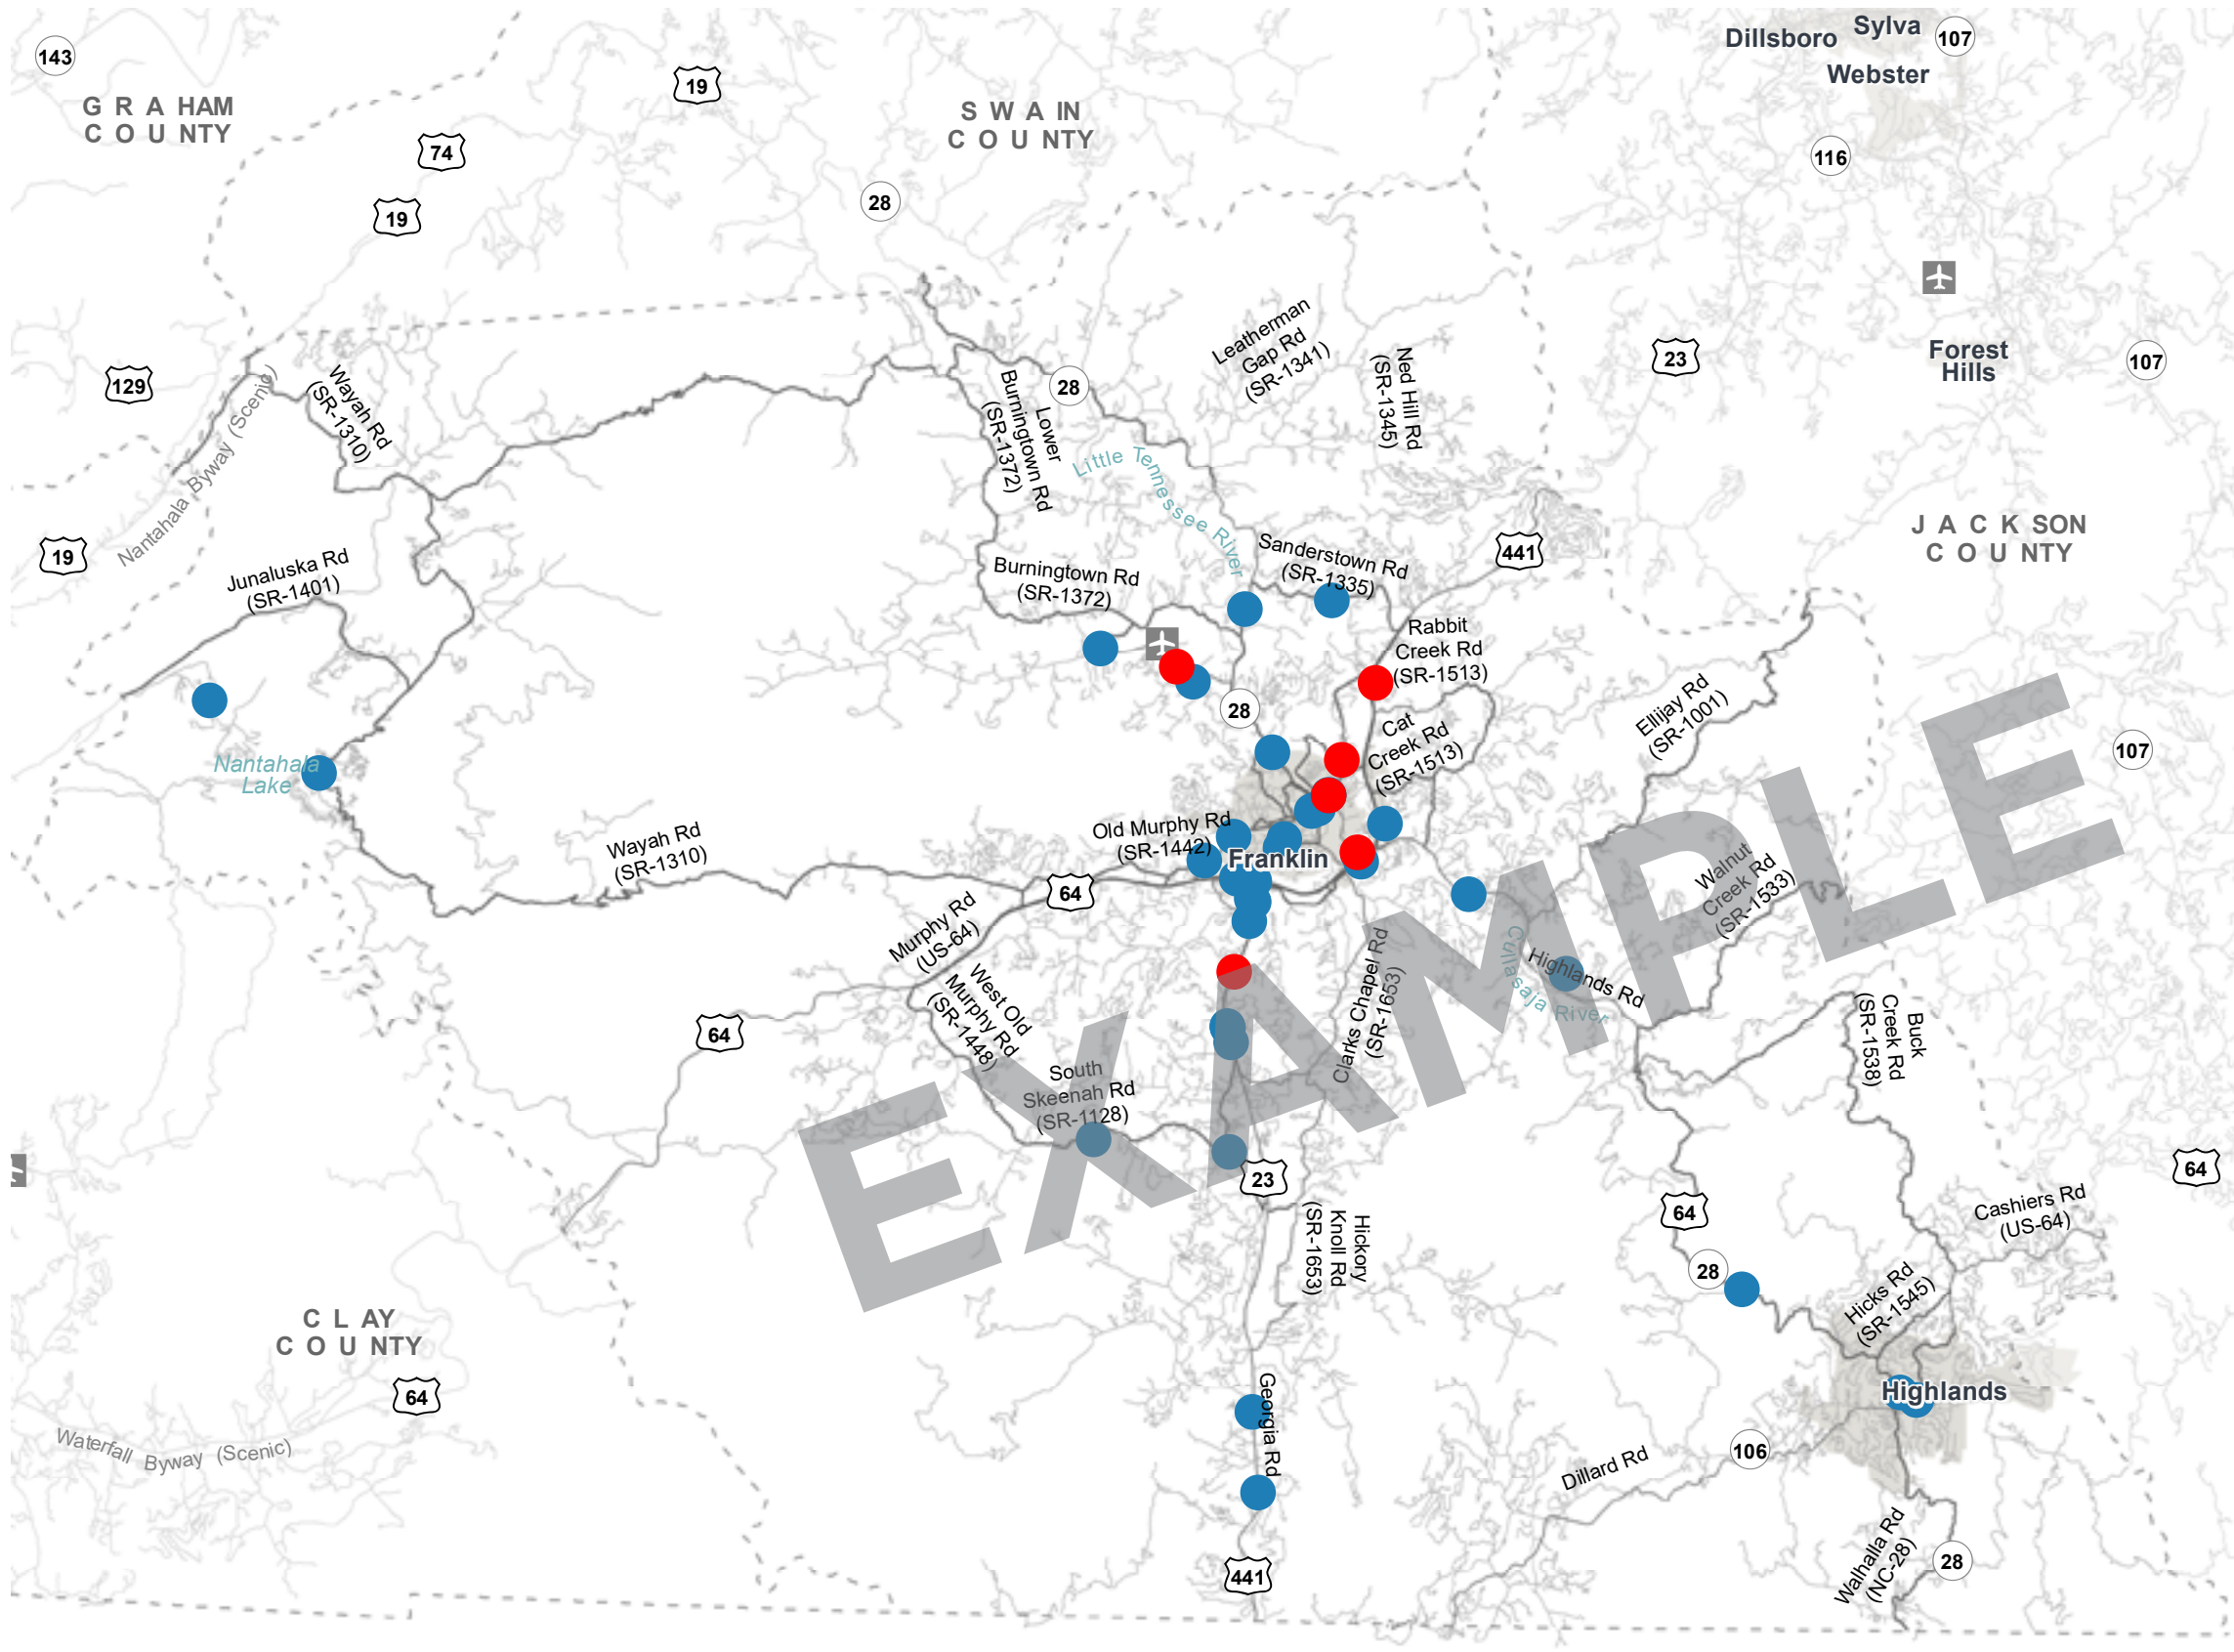 Dillsboro
Sylva
107
Webster
143
19
G R A HAM
C O U NTY
S W A IN
C O U NTY
74
116
19
28
Leatherman
Gap Rd
(SR-1341)
Ned Hill Rd
(SR-1345)
23
Forest
Hills
107
129
Wayah Rd
(SR-1310)
Nantahala Byway (Scenic)
28
Lower
Burningtown Rd
(SR-1372)
Little Tennessee River
J A C K SON
C O U NTY
19
441
Junaluska Rd
(SR-1401)
Burningtown Rd
(SR-1372)
Sanderstown Rd
(SR-1335)
Rabbit
Creek Rd
(SR-1513)
Ellijay Rd
(SR-1001)
28
Cat
Creek Rd
(SR-1513)
107
Nantahala
Lake
Wayah Rd
(SR-1310)
Old Murphy Rd
(SR-1442)
Franklin
64
Walnut
Creek Rd
(SR-1533)
Murphy Rd
(US-64)
West Old
Murphy Rd
(SR-1448)
Clarks Chapel Rd
(SR-1653)
Cullasaja River
Highlands Rd
64
Buck
Creek Rd
(SR-1538)
South
Skeenah Rd
(SR-1128)
EXAMPLE
23
64
64
Cashiers Rd
(US-64)
Hickory
Knoll Rd
(SR-1653)
28
Hicks Rd
(SR-1545)
C L AY
C O U NTY
64
Highlands
Georgia Rd
Waterfall Byway (Scenic)
106
Dillard Rd
441
Walhalla Rd
(NC-28)
28